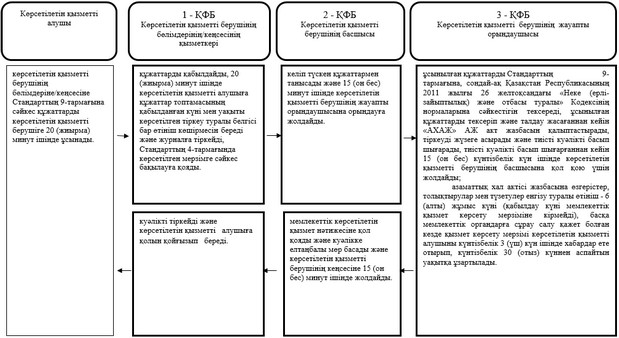 Көрсетілетін қызметті
алушы
1 - ҚФБ
Көрсетілетін қызметті берушінің
бөлімдерінің/кеңсесінің
қызметкері
2 - ҚФБ
Көрсетілетін қызметті
берушінің басшысы
3 - ҚФБ
Көрсетілетін қызметті берушінің жауапты
орындаушысы
көрсетілетін қызметті
берушінің
бөлімдеріне/кеңсесіне
Стандарттың 9-тармағына
сәйкес құжаттарды
көрсетілетін қызметті
берушіге 20 (жиырма)
минут ішінде ұсынады.
құжаттарды қабылдайды, 20
(жиырма) минут ішінде
көрсетілетін қызметті алушыға
құжаттар топтамасының
қабылданған күні мен уақыты
көрсетілген тіркеу туралы белгісі
бар өтініш көшірмесін береді
және журналға тіркейді,
Стандарттың 4-тармағында
көрсетілген мерзімге сәйкес
бақылауға қояды.
келіп түскен құжаттармен
танысады және 15 (он бес)
минут ішінде көрсетілетін
қызметті берушінің жауапты
орындаушысына орындауға
жолдайды.
ұсынылған құжаттарды Стандарттың 9-
тармағына, сондай-ақ Қазақстан Республикасының
2011 жылғы 26 желтоқсандағы «Неке (ерлі-
зайыптылық) және отбасы туралы» Кодексінің
нормаларына сәйкестігін тексереді, ұсынылған
құжаттарды тексеріп және талдау жасағаннан кейін
«АХАЖ» АЖ акт жазбасын қалыптастырады,
тіркеуді жүзеге асырады және тиісті куәлікті басып
шығарады, тиісті куәлікті басып шығарғаннан кейін
15 (он бес) күнтізбелік күн ішінде көрсетілетін
қызметті берушінің басшысына қол қою үшін
жолдайды;
азаматтық хал актісі жазбасына өзгерістер,
толықтырулар мен түзетулер енгізу туралы өтініш - 6
(алты) жұмыс күні (қабылдау күні мемлекеттік
қызмет көрсету мерзіміне кірмейді), басқа
мемлекеттік органдарға сұрау салу қажет болған
кезде қызмет көрсету мерзімі көрсетілетін қызметті
алушыны күнтізбелік 3 (үш) күн ішінде хабардар ете
отырып, күнтізбелік 30 (отыз) күннен аспайтын
уақытқа ұзартылады.
куәлікті тіркейді және
көрсетілетін қызметті алушыға
қолын қойғызып береді.
мемлекеттік көрсетілетін
қызмет нәтижесіне қол
қояды және куәлікке
елтаңбалы мөр басады және
көрсетілетін қызметті
берушінің кеңсесіне 15 (он
бес) минут ішінде жолдайды.